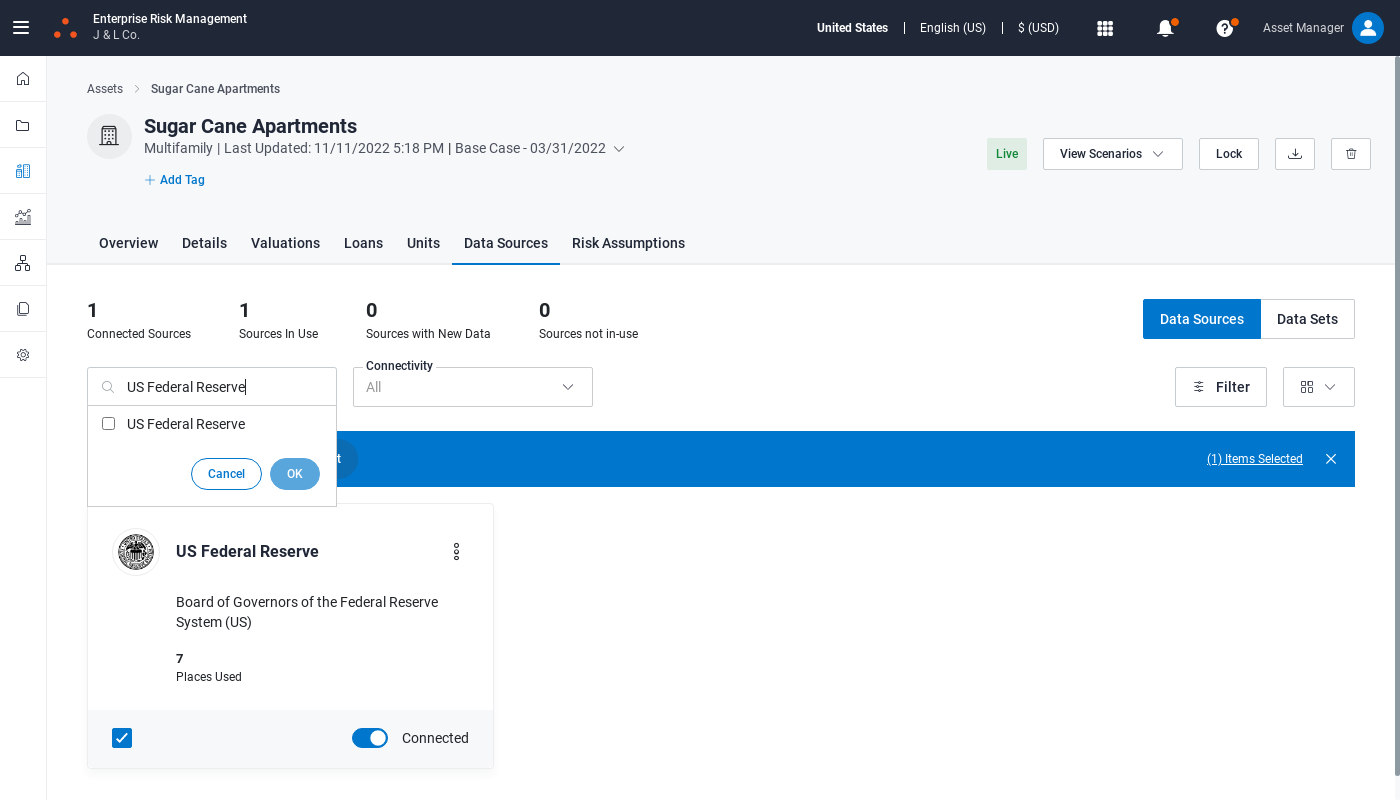 Enterprise Risk Management
J & L Co.
United States
English (US)
$ (USD)
Asset Manager
Assets
Sugar Cane Apartments
Sugar Cane Apartments
Multifamily | Last Updated: 11/11/2022 5:18 PM | Base Case - 03/31/2022
Add Tag
Live
View Scenarios
Lock
Overview
Details
Valuations
Loans
Units
Data Sources
Risk Assumptions
1
Connected Sources
1
Sources In Use
0
Sources with New Data
0
Sources not in-use
Data Sources
Data Sets
US Federal Reserve
Connectivity
All
Filter
US Federal Reserve
Cancel
OK
(1) Items Selected
US Federal Reserve
Board of Governors of the Federal Reserve
System (US)
7
Places Used
Connected